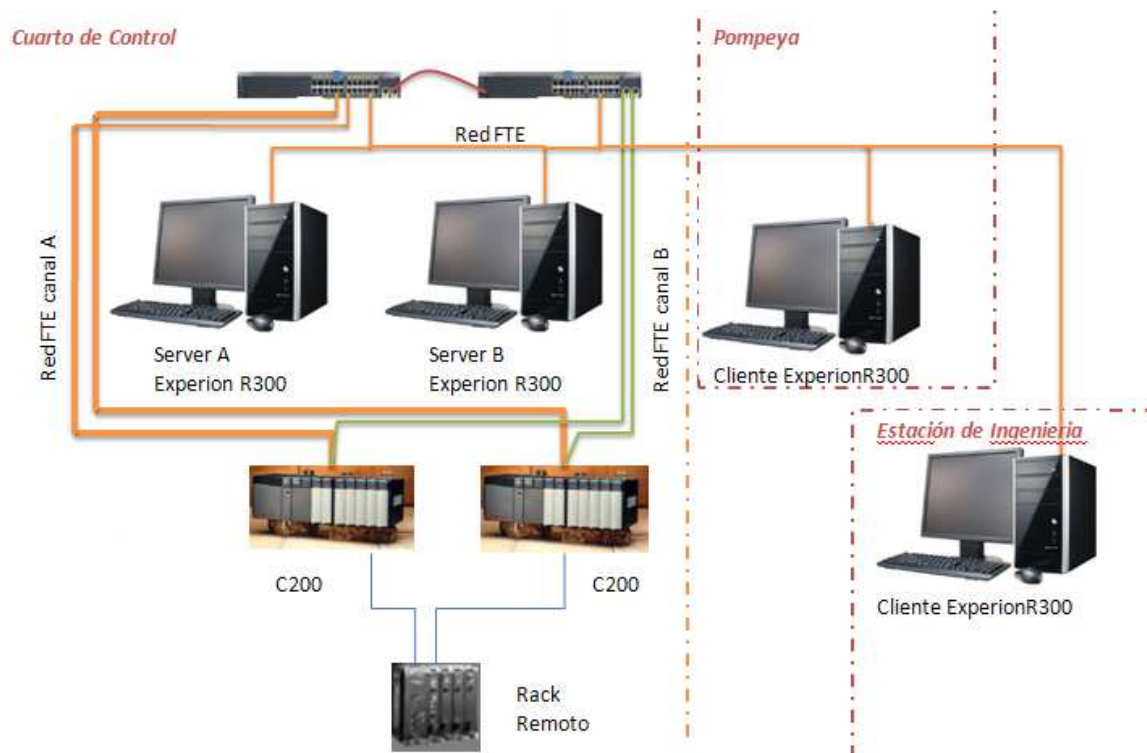 Cuarto de Control
Pompeya
Red FTE
Red FTE canal A
Red FTE canal B
Server A
Experion R300
Server B
Experion R300
Cliente ExperionR300
Estación de Ingenieria
C200
C200
Cliente ExperionR300
Rack
Remoto